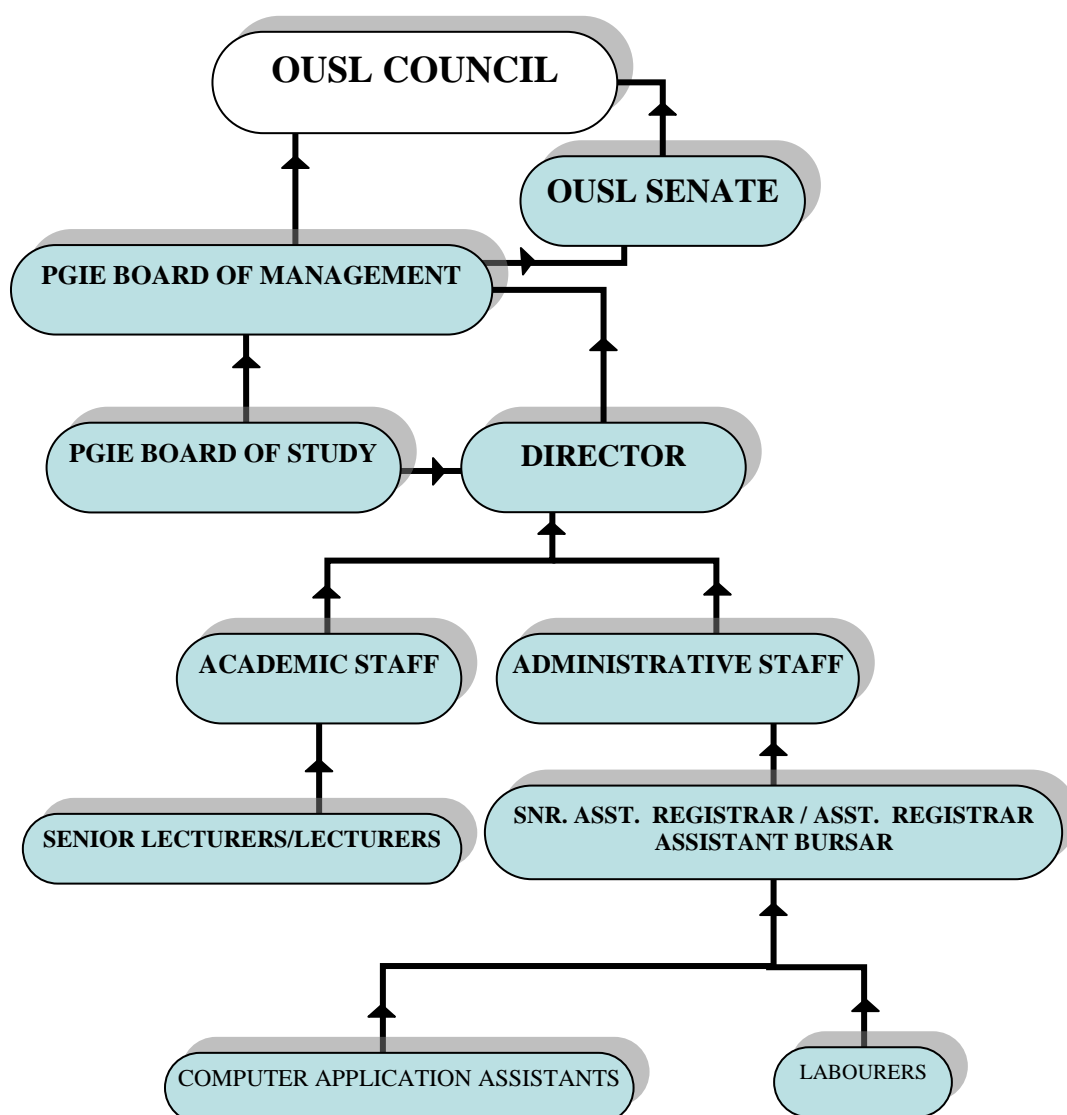 OUSL COUNCIL
OUSL SENATE
PGIE BOARD OF MANAGEMENT
PGIE BOARD OF STUDY
DIRECTOR
ACADEMIC STAFF
ADMINISTRATIVE STAFF
SENIOR LECTURERS/LECTURERS
SNR. ASST. REGISTRAR / ASST. REGISTRAR
ASSISTANT BURSAR
COMPUTER APPLICATION ASSISTANTS
LABOURERS